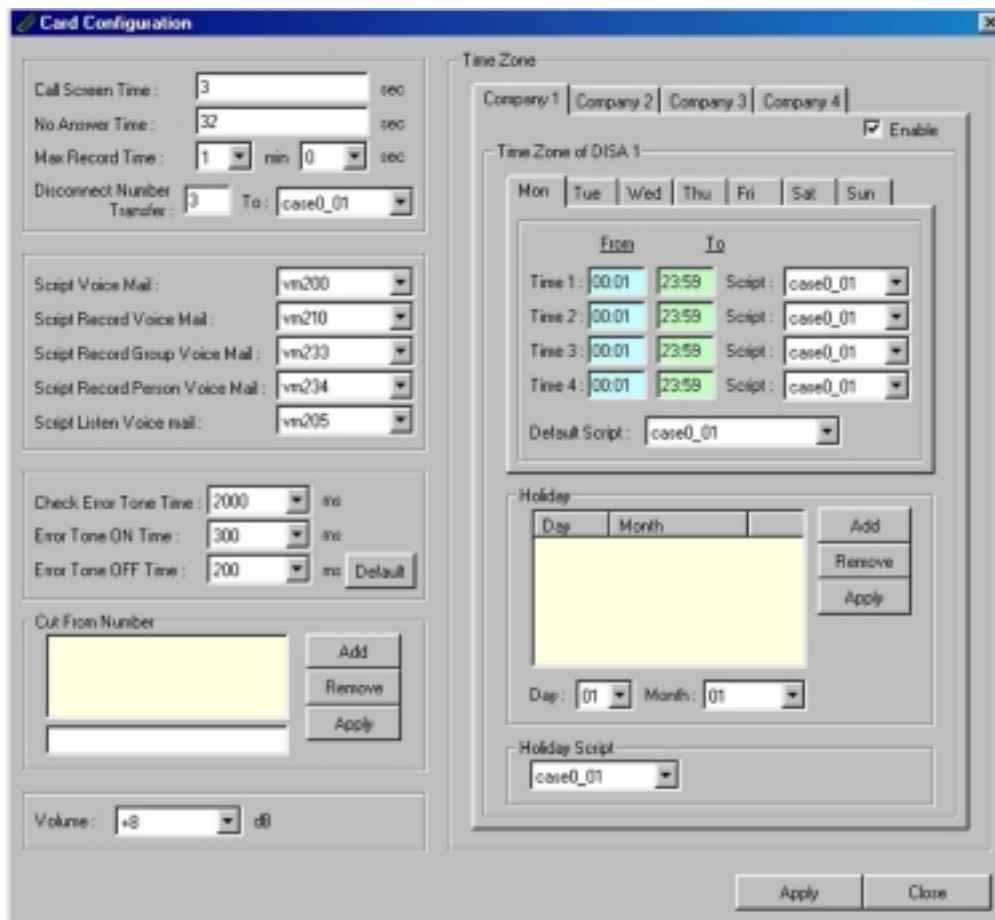 Card Configuration
Call Screen Time : 3 sec
No Answer Time : 32 sec
Max Record Time : 1 min 0 sec
Disconnect Number
Transfer : 3 To : case0_01
Script Voice Mail : vm200
Script Record Voice Mail : vm210
Script Record Group Voice Mail : vm233
Script Record Person Voice Mail : vm234
Script Listen Voice mail : vm205
Check Error Tone Time : 2000 ms
Error Tone ON Time : 300 ms
Error Tone OFF Time : 200 ms Default
Cut From Number
Add
Remove
Apply
Volume : +8 dB
Time Zone
Company 1 Company 2 Company 3 Company 4
Enable
Time Zone of DISA 1
Mon Tue Wed Thu Fri Sat Sun
From To
Time 1 : 00:01 23:59 Script : case0_01
Time 2 : 00:01 23:59 Script : case0_01
Time 3 : 00:01 23:59 Script : case0_01
Time 4 : 00:01 23:59 Script : case0_01
Default Script : case0_01
Holiday
Day Month
Add
Remove
Apply
Day : 01 Month : 01
Holiday Script
case0_01
Apply Close